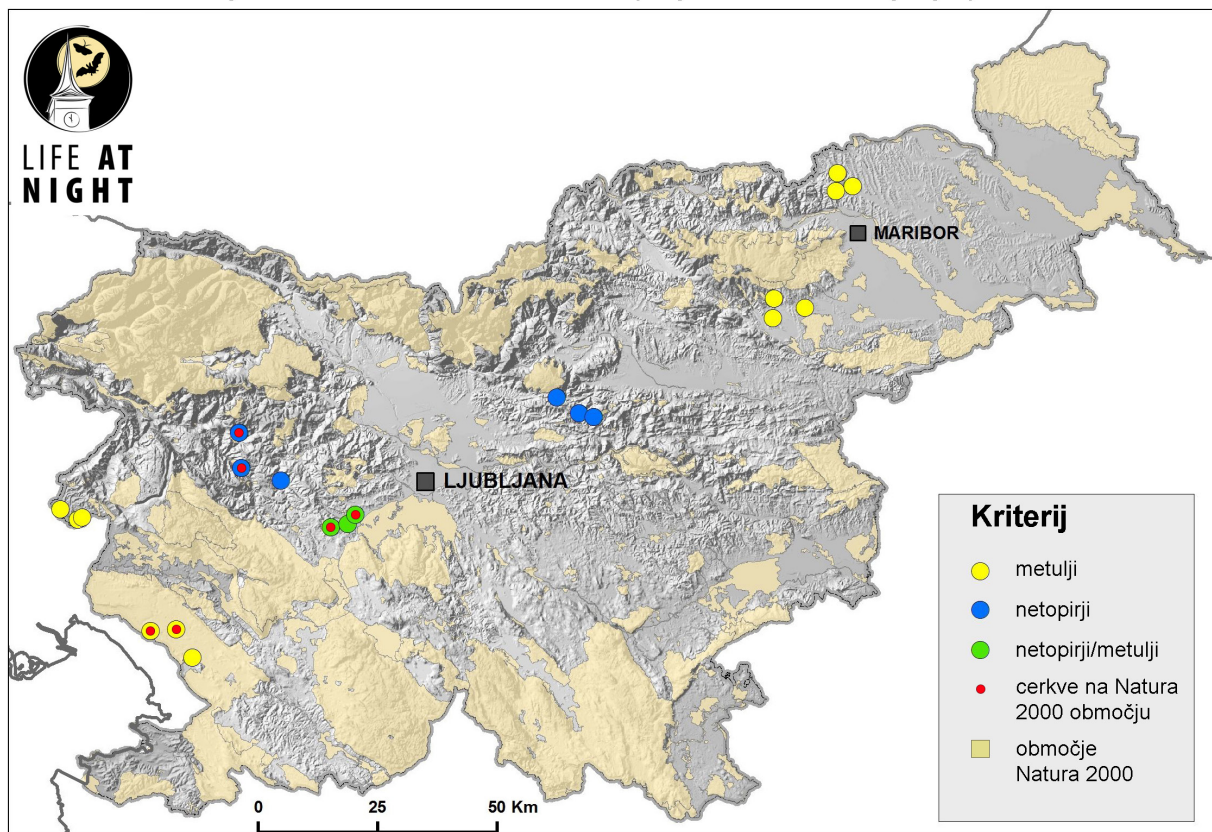 LIFE AT
NIGHT
MARIBOR
LJUBLJANA
Kriterij
metulji
netopirji
netopirji/metulji
cerkve na Natura
2000 območju
območje
Natura 2000
0 25 50 Km